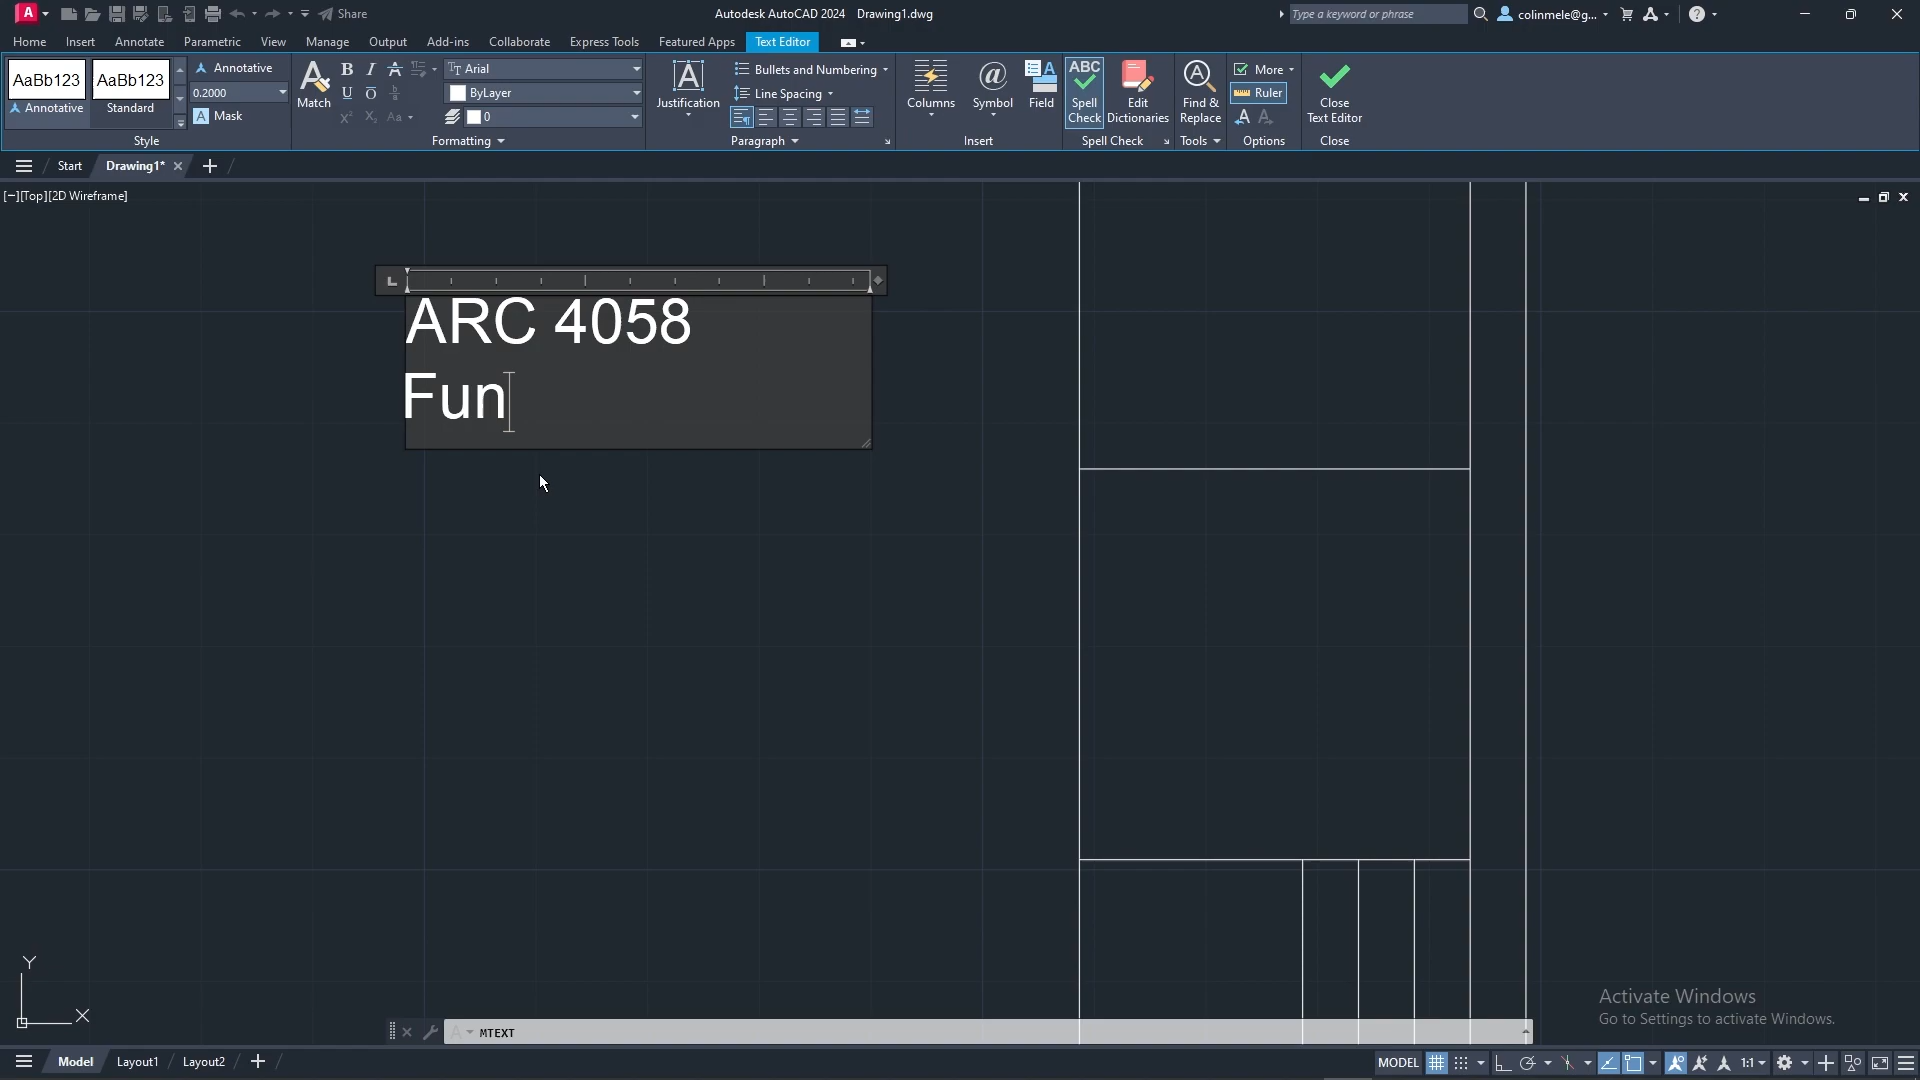 Share
Autodesk AutoCAD 2024 Drawing1.dwg
Type a keyword or phrase
colinmele@g...
Home Insert Annotate Parametric View Manage Output Add-ins Collaborate Express Tools Featured Apps Text Editor
AaBb123 AaBb123 Annotative
Annotative Standard 0.2000
Mask
Style
Match
B I A
U O
Aa
Arial
ByLayer
0
Formatting
Justification
Bullets and Numbering
Line Spacing
Paragraph
Columns Symbol Field
Insert
ABC
Spell Check
Edit Dictionaries
Spell Check
Find & Replace
Tools
More
Ruler
Options
Close Text Editor
Close
Start Drawing1*
[−][Top][2D Wireframe]
ARC 4058
Fun
Y
X
MTEXT
Activate Windows
Go to Settings to activate Windows.
Model Layout1 Layout2
MODEL 1:1